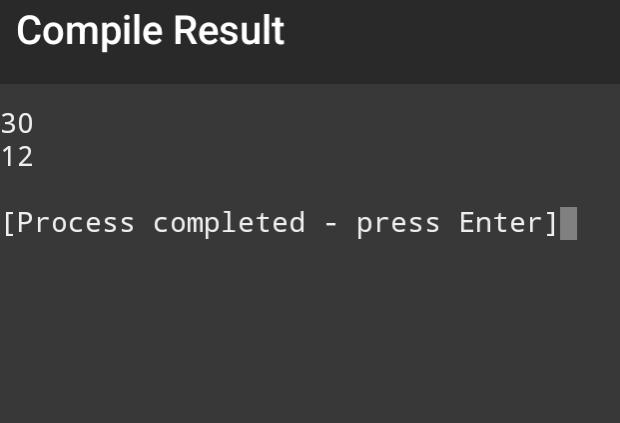 Compile Result
30
12
[Process completed - press Enter]